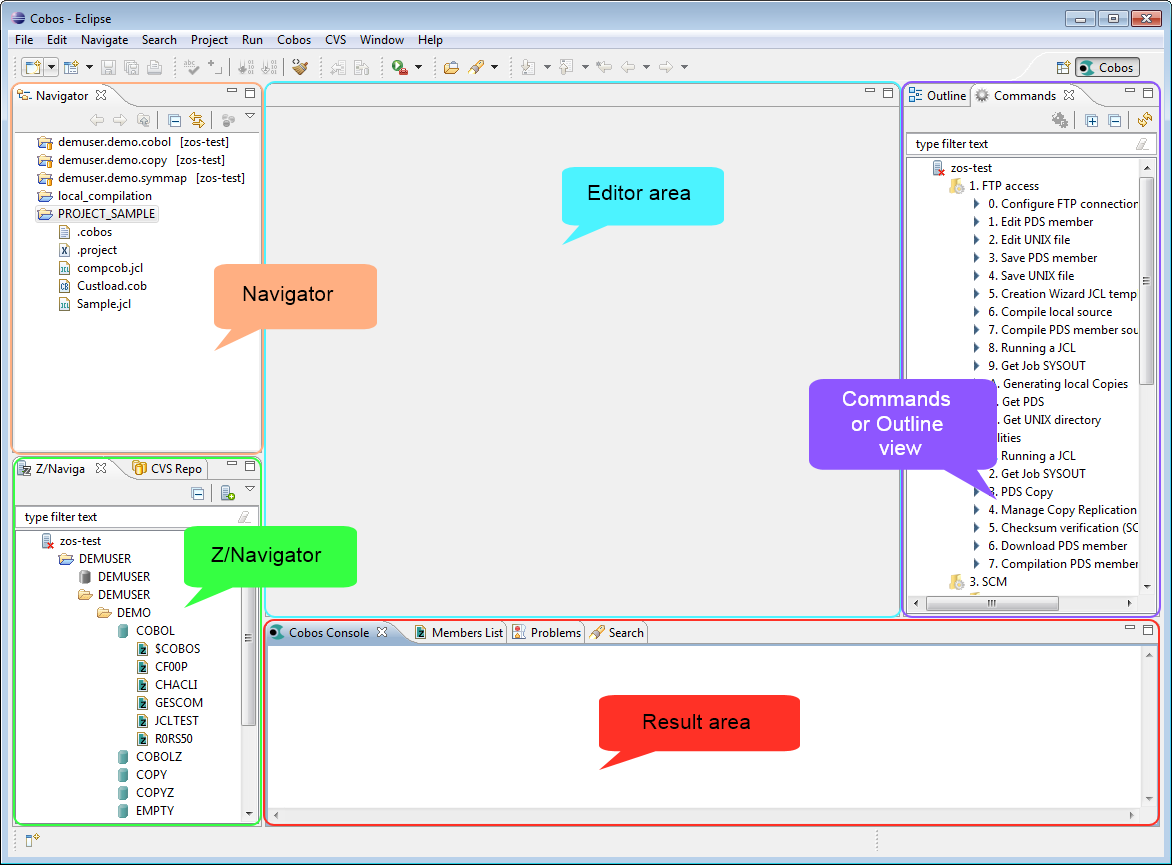 Cobos - Eclipse
File Edit Navigate Search Project Run Cobos CVS Window Help
Cobos
Navigator
demuser.demo.cobol [zos-test]
demuser.demo.copy [zos-test]
demuser.demo.symmap [zos-test]
local_compilation
PROJECT_SAMPLE
.cobos
.project
compcob.jcl
Custload.cob
Sample.jcl
Navigator
Editor area
Outline Commands
type filter text
zos-test
1. FTP access
0. Configure FTP connection
1. Edit PDS member
2. Edit UNIX file
3. Save PDS member
4. Save UNIX file
5. Creation Wizard JCL temp
6. Compile local source
7. Compile PDS member sou
8. Running a JCL
9. Get Job SYSOUT
. Generating local Copies
. Get PDS
. Get UNIX directory
lities
. Running a JCL
2. Get Job SYSOUT
3. PDS Copy
4. Manage Copy Replication
5. Checksum verification (SC
6. Download PDS member
7. Compilation PDS member
3. SCM
Commands
or Outline
view
Z/Naviga CVS Repo
type filter text
zos-test
DEMUSER
DEMUSER
DEMUSER
DEMO
COBOL
$COBOS
CF00P
CHACLI
GESCOM
JCLTEST
R0RS50
COBOLZ
COPY
COPYZ
EMPTY
Z/Navigator
Cobos Console Members List Problems Search
Result area